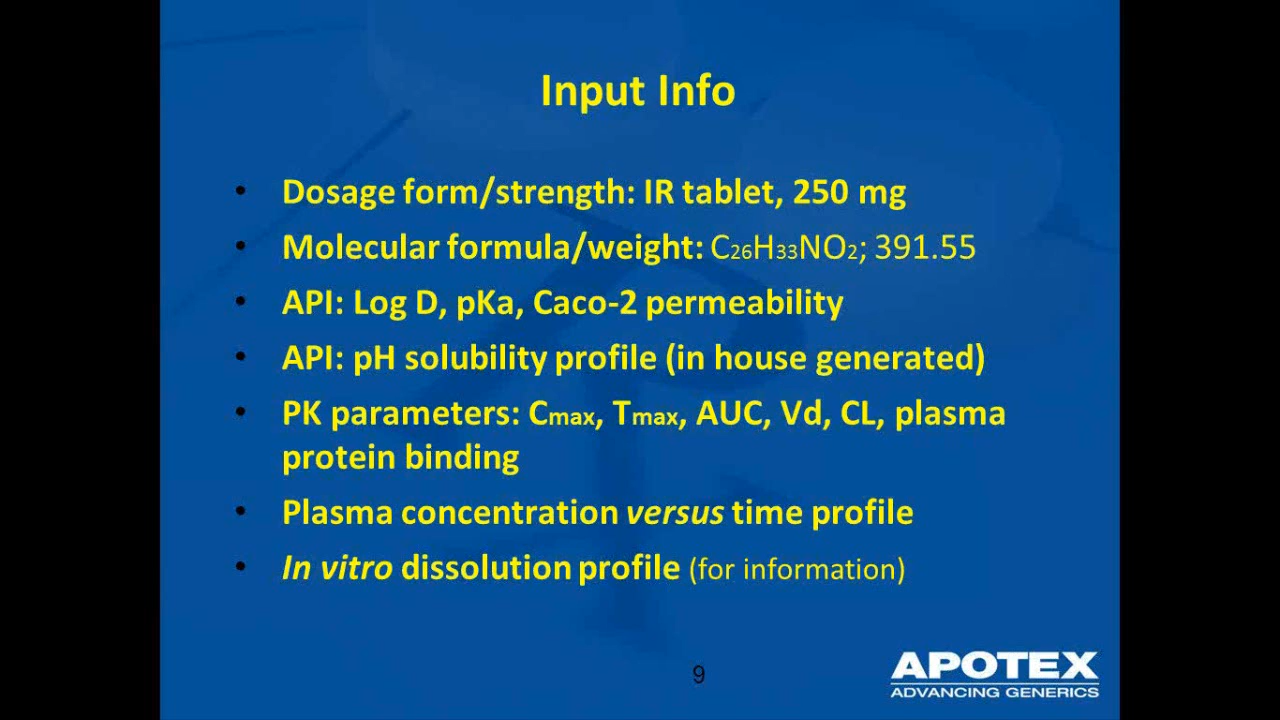 Input Info
• Dosage form/strength: IR tablet, 250 mg
• Molecular formula/weight: C₂₆H₃₃NO₂; 391.55
• API: Log D, pKa, Caco-2 permeability
• API: pH solubility profile (in house generated)
• PK parameters: Cmax, Tmax, AUC, Vd, CL, plasma
protein binding
• Plasma concentration versus time profile
• In vitro dissolution profile (for information)
9
APOTEX
ADVANCING GENERICS